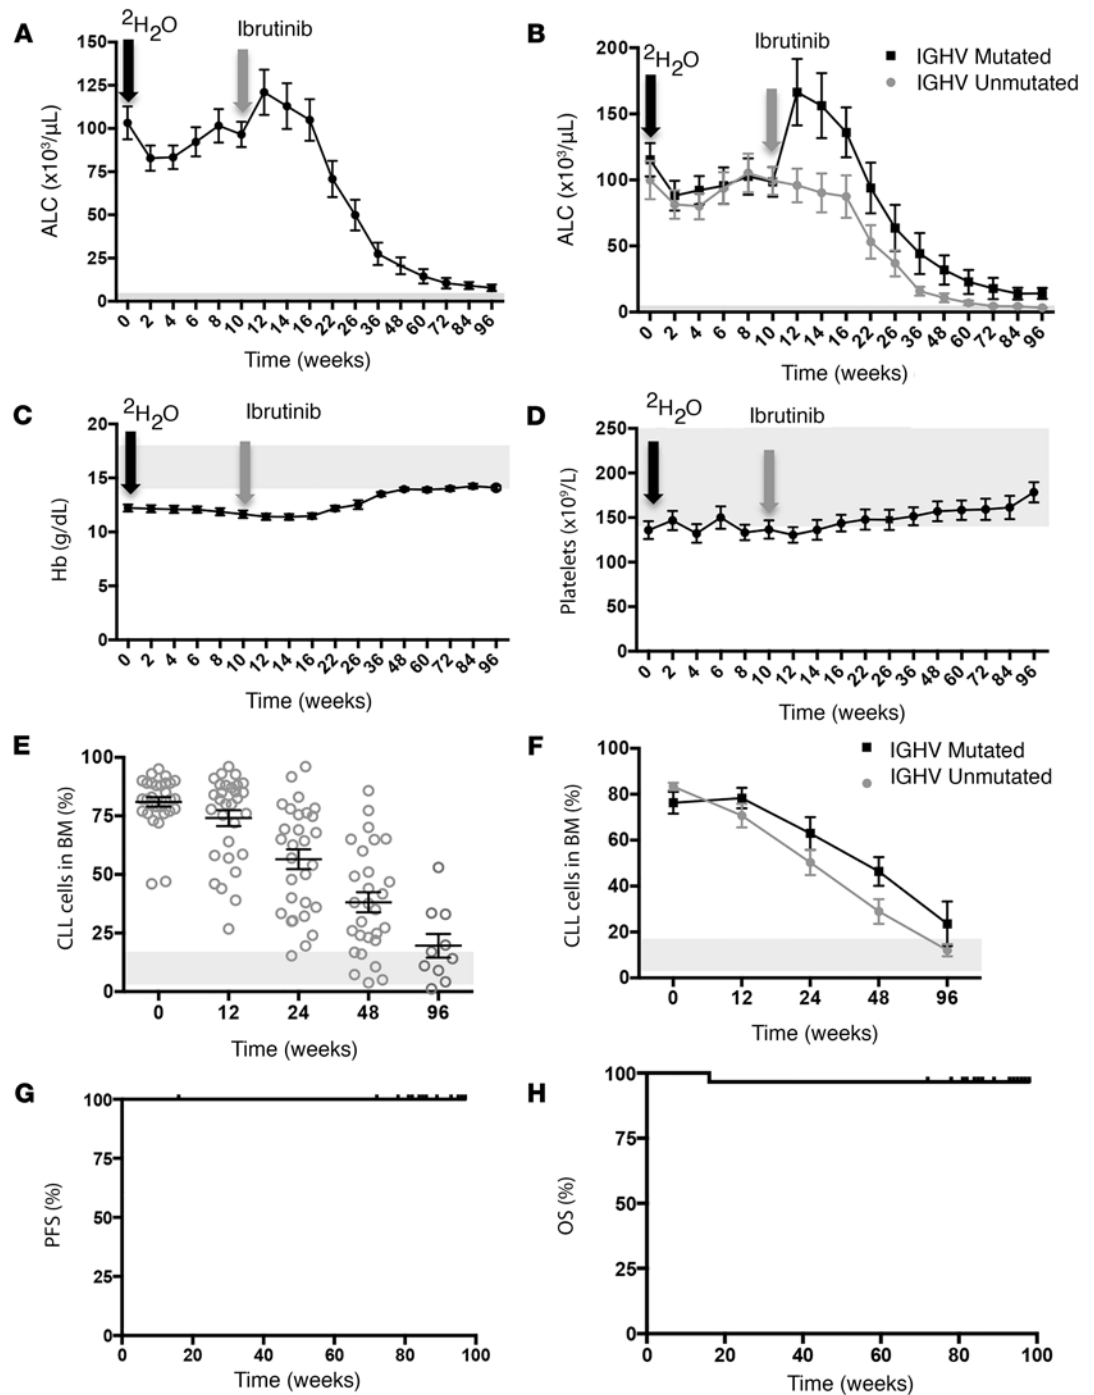 A
²H₂O
Ibrutinib
150
125
100
75
50
25
0
ALC (x10³/µL)
0 2 4 6 8 10 12 14 16 22 26 36 48 60 72 84 96
Time (weeks)
B
²H₂O
Ibrutinib
IGHV Mutated
IGHV Unmutated
200
150
100
50
0
ALC (x10³/µL)
0 2 4 6 8 10 12 14 16 22 26 36 48 60 72 84 96
Time (weeks)
C
²H₂O
Ibrutinib
20
15
10
5
0
Hb (g/dL)
0 2 4 6 8 10 12 14 16 22 26 36 48 60 72 84 96
Time (weeks)
D
²H₂O
Ibrutinib
250
200
150
100
50
0
Platelets (x10⁹/L)
0 2 4 6 8 10 12 14 16 22 26 36 48 60 72 84 96
Time (weeks)
E
100
75
50
25
0
CLL cells in BM (%)
0 12 24 48 96
Time (weeks)
F
IGHV Mutated
IGHV Unmutated
100
80
60
40
20
0
CLL cells in BM (%)
0 12 24 48 96
Time (weeks)
G
100
75
50
25
0
PFS (%)
0 20 40 60 80 100
Time (weeks)
H
100
75
50
25
0
OS (%)
0 20 40 60 80 100
Time (weeks)